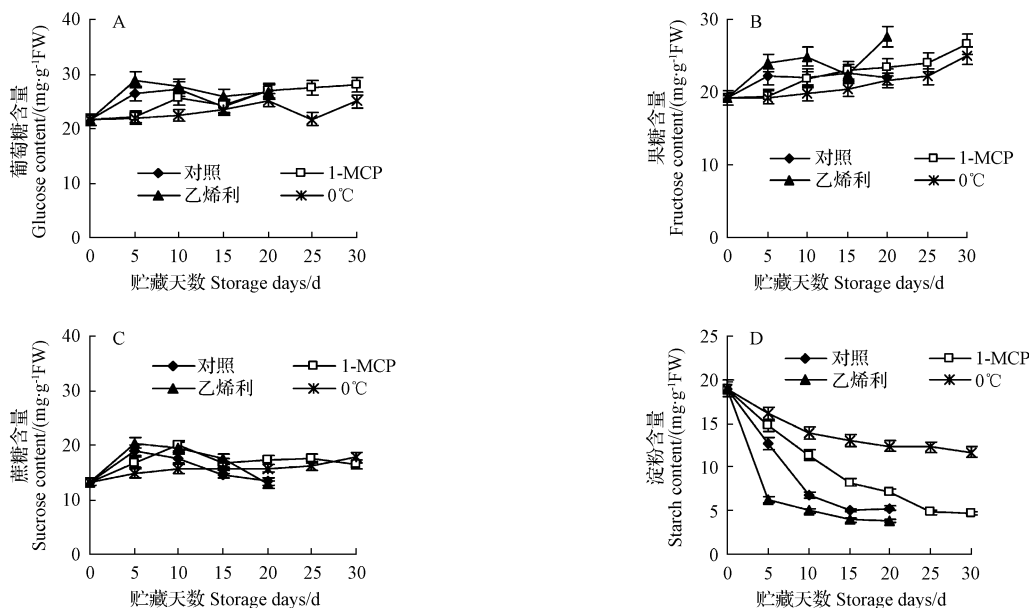 A
40
30
20
10
0
葡萄糖含量
Glucose content/(mg·g-1FW)
对照
1-MCP
乙烯利
0℃
0 5 10 15 20 25 30
贮藏天数 Storage days/d
B
30
20
10
0
果糖含量
Fructose content/(mg·g-1FW)
对照
1-MCP
乙烯利
0℃
0 5 10 15 20 25 30
贮藏天数 Storage days/d
C
40
30
20
10
0
蔗糖含量
Sucrose content/(mg·g-1FW)
对照
1-MCP
乙烯利
0℃
0 5 10 15 20 25 30
贮藏天数 Storage days/d
D
25
20
15
10
5
0
淀粉含量
Starch content/(mg·g-1FW)
对照
1-MCP
乙烯利
0℃
0 5 10 15 20 25 30
贮藏天数 Storage days/d